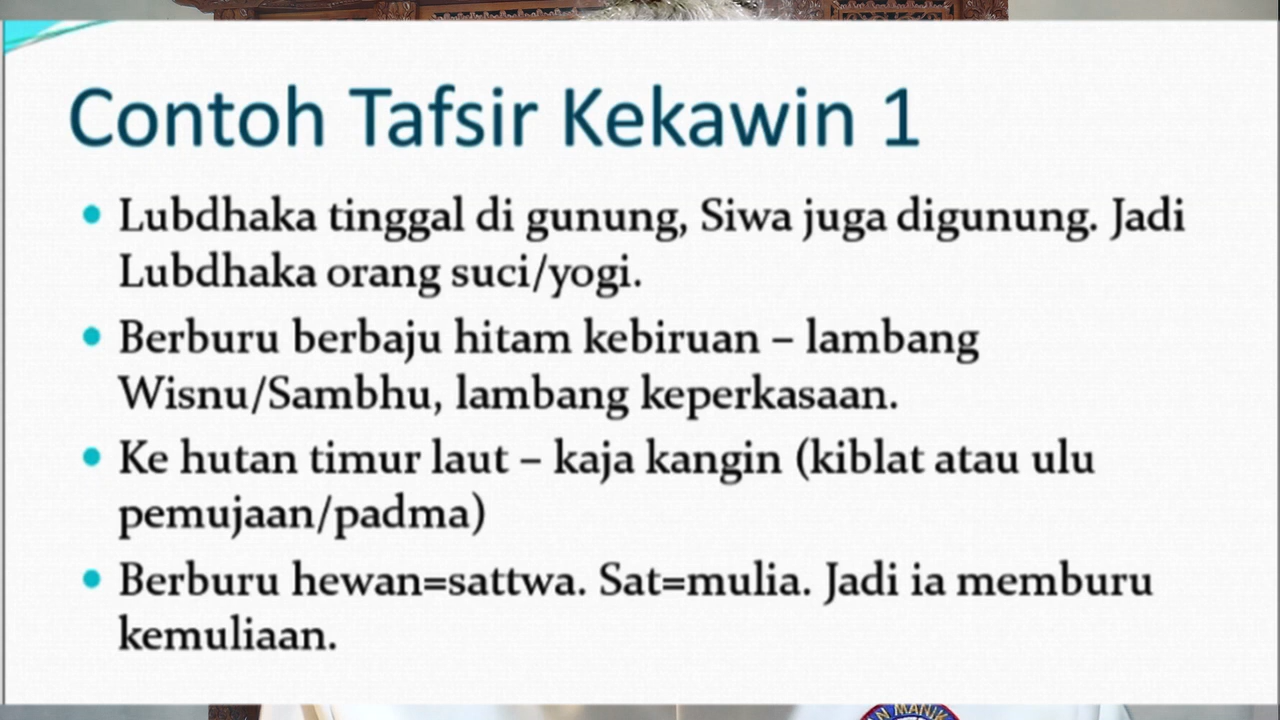 Contoh Tafsir Kekawin 1
• Lubdhaka tinggal di gunung, Siwa juga digunung. Jadi
Lubdhaka orang suci/yogi.
• Berburu berbaju hitam kebiruan – lambang
Wisnu/Sambhu, lambang keperkasaan.
• Ke hutan timur laut – kaja kangin (kiblat atau ulu
pemujaan/padma)
• Berburu hewan=sattwa. Sat=mulia. Jadi ia memburu
kemuliaan.